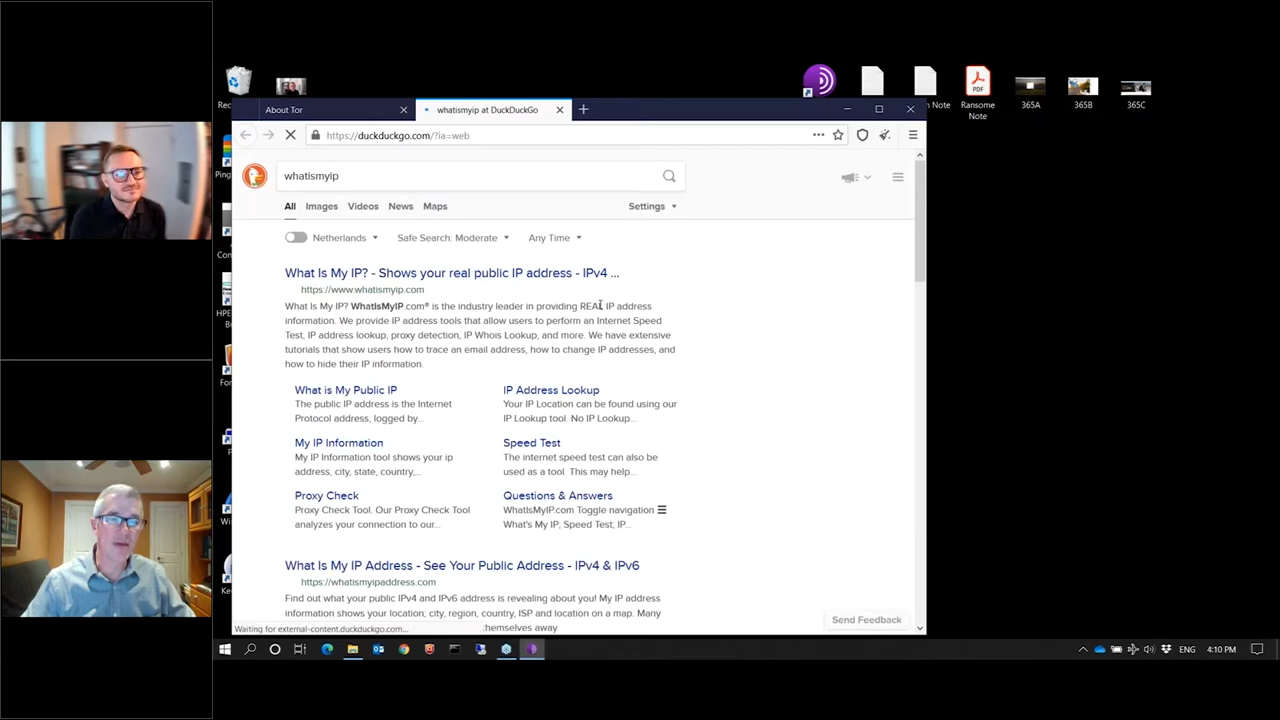 Ransome
Note
365A
365B
365C
About Tor
whatismyip at DuckDuckGo
https://duckduckgo.com/?ia=web
whatismyip
All
Images
Videos
News
Maps
Settings
Netherlands
Safe Search: Moderate
Any Time
What Is My IP? - Shows your real public IP address - IPv4 ...
https://www.whatismyip.com
What Is My IP? WhatIsMyIP.com® is the industry leader in providing REAL IP address
information. We provide IP address tools that allow users to perform an Internet Speed
Test, IP address lookup, proxy detection, IP Whois Lookup, and more. We have extensive
tutorials that show users how to trace an email address, how to change IP addresses, and
how to hide their IP information.
What is My Public IP
The public IP address is the Internet
Protocol address, logged by...
IP Address Lookup
Your IP Location can be found using our
IP Lookup tool. No IP Lookup...
My IP Information
My IP Information tool shows your ip
address, city, state, country,...
Speed Test
The internet speed test can also be
used as a tool. This may help...
Proxy Check
Proxy Check Tool. Our Proxy Check Tool
analyzes your connection to our...
Questions & Answers
WhatIsMyIP.com Toggle navigation ☰
What's My IP; Speed Test; IP...
What Is My IP Address - See Your Public Address - IPv4 & IPv6
https://whatismyipaddress.com
Find out what your public IPv4 and IPv6 address is revealing about you! My IP address
information shows your location; city, region, country, ISP and location on a map. Many
themselves away.
Waiting for external-content.duckduckgo.com...
Send Feedback
ENG
4:10 PM